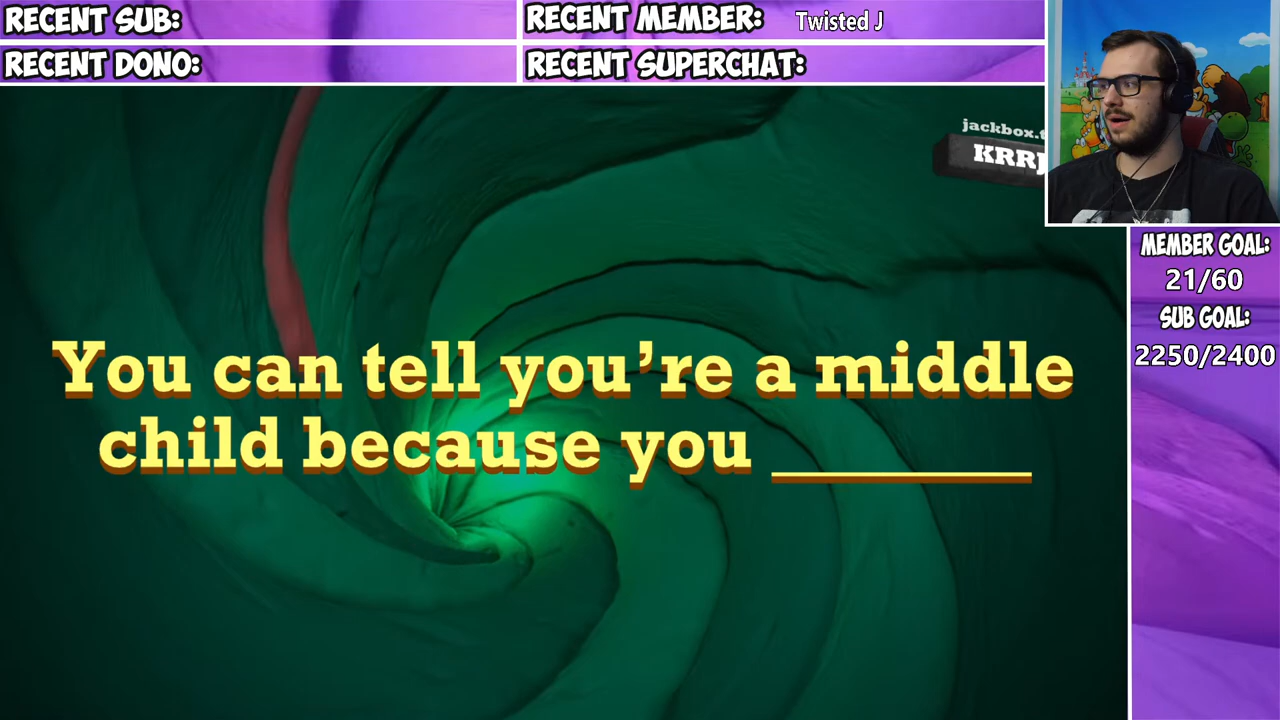 RECENT SUB:
RECENT MEMBER: Twisted J
RECENT DONO:
RECENT SUPERCHAT:
jackbox.t
KRRJ
You can tell you're a middle
child because you ________
MEMBER GOAL:
21/60
SUB GOAL:
2250/2400